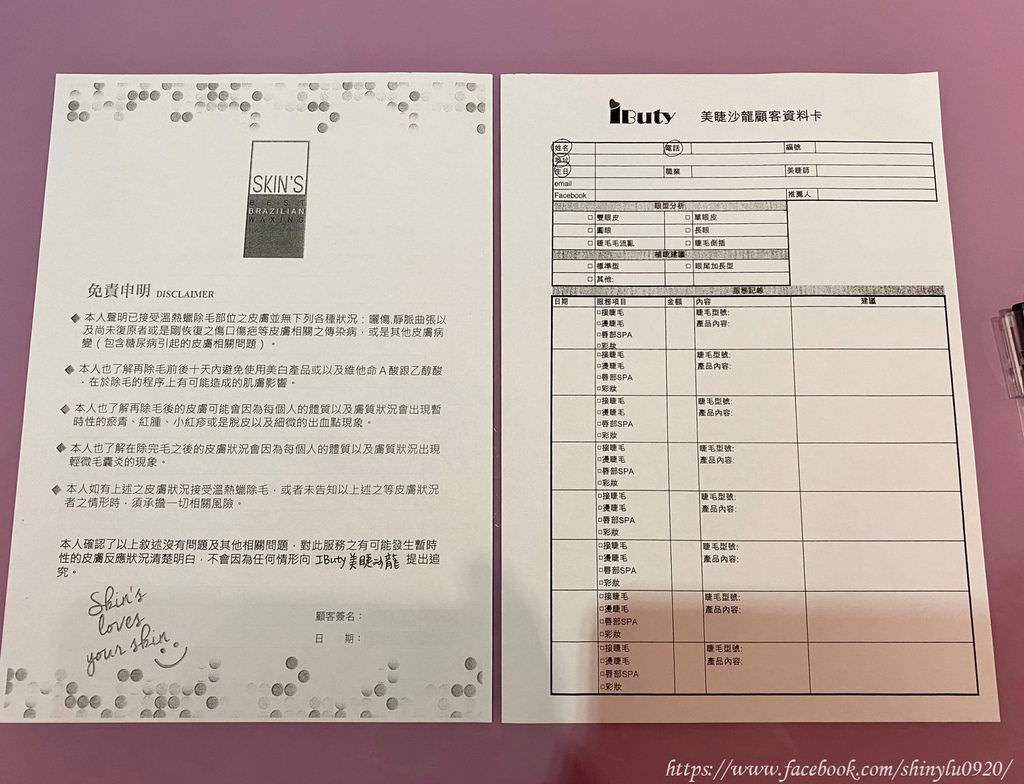 SKIN'S
BEST
BRAZILIAN
WAXING
免責申明 DISCLAIMER
本人聲明已接受溫熱蠟除毛部位之皮膚並無下列各種狀況：曬傷,靜脈曲張以
及尚未復原者或是剛恢復之傷口傷疤等皮膚相關之傳染病，或是其他皮膚病
變（包含糖尿病引起的皮膚相關問題）。
本人也了解再除毛前後十天內避免使用美白產品或以及維他命A酸跟乙醇酸
，在於除毛的程序上有可能造成的肌膚影響。
本人也了解再除毛後的皮膚可能會因為每個人的體質以及膚質狀況會出現暫
時性的瘀青、紅腫、小紅疹或是脫皮以及細微的出血點現象。
本人也了解在除完毛之後的皮膚狀況會因為每個人的體質以及膚質狀況出現
輕微毛囊炎的現象。
本人如有上述之皮膚狀況接受溫熱蠟除毛，或者未告知以上述之等皮膚狀況
者之情形時，須承擔一切相關風險。
本人確認了以上敘述沒有問題及其他相關問題，對此服務之有可能發生暫時
性的皮膚反應狀況清楚明白，不會因為任何情形向 IButy美睫沙龍 提出追
究。
Skin's
loves
your skin
顧客簽名：
日 期：
iButy 美睫沙龍顧客資料卡
姓名 電話 編號
地址
生日 職業 美睫師
email
Facebook 推薦人
眼型分析
□ 雙眼皮 □ 單眼皮
□ 圓眼 □ 長眼
□ 睫毛毛流亂 □ 睫毛倒插
植睫建議
□ 標準型 □ 眼尾加長型
□ 其他:
服務記帳
日期 服務項目 金額 內容 建議
□接睫毛 睫毛型號:
□燙睫毛 產品內容:
□唇部SPA
□彩妝
□接睫毛 睫毛型號:
□燙睫毛 產品內容:
□唇部SPA
□彩妝
□接睫毛 睫毛型號:
□燙睫毛 產品內容:
□唇部SPA
□彩妝
□接睫毛 睫毛型號:
□燙睫毛 產品內容:
□唇部SPA
□彩妝
□接睫毛 睫毛型號:
□燙睫毛 產品內容:
□唇部SPA
□彩妝
□接睫毛 睫毛型號:
□燙睫毛 產品內容:
□唇部SPA
□彩妝
□接睫毛 睫毛型號:
□燙睫毛 產品內容:
□唇部SPA
□彩妝
□接睫毛 睫毛型號:
□燙睫毛 產品內容:
□唇部SPA
□彩妝
https://www.facebook.com/shinylu0920/